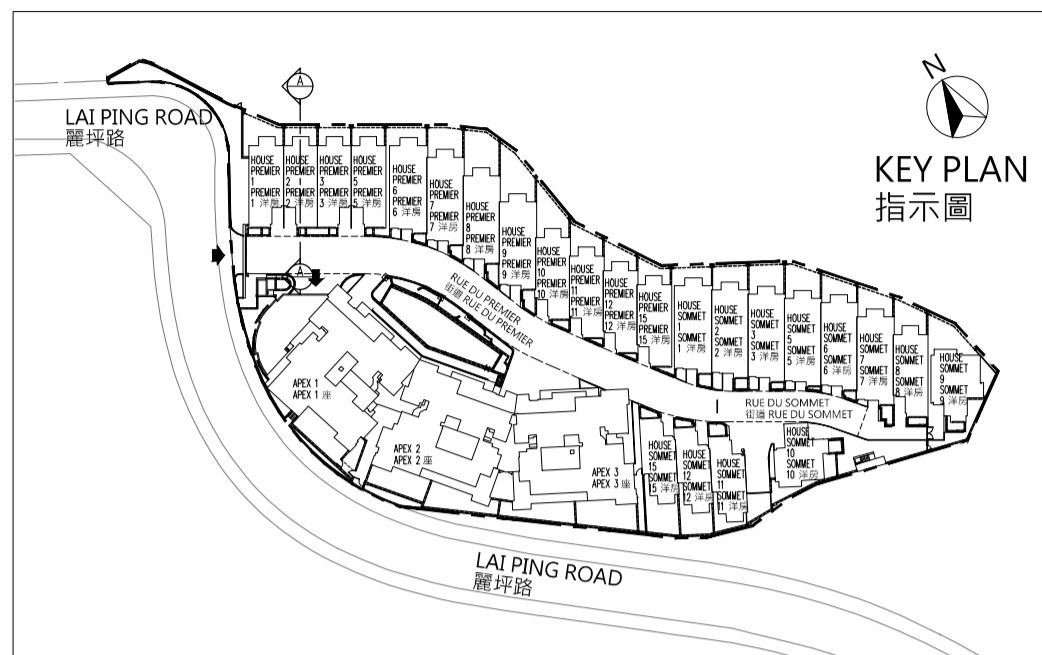 LAI PING ROAD
麗坪路
A
N
KEY PLAN
指示圖
HOUSE
PREMIER
1
PREMIER
1 洋房
HOUSE
PREMIER
2
PREMIER
2 洋房
HOUSE
PREMIER
3
PREMIER
3 洋房
HOUSE
PREMIER
5
PREMIER
5 洋房
HOUSE
PREMIER
6
PREMIER
6 洋房
HOUSE
PREMIER
7
PREMIER
7 洋房
HOUSE
PREMIER
8
PREMIER
8 洋房
HOUSE
PREMIER
9
PREMIER
9 洋房
HOUSE
PREMIER
10
PREMIER
10 洋房
HOUSE
PREMIER
11
PREMIER
11 洋房
HOUSE
PREMIER
12
PREMIER
12 洋房
HOUSE
PREMIER
15
PREMIER
15 洋房
HOUSE
SOMMET
1
SOMMET
1 洋房
HOUSE
SOMMET
2
SOMMET
2 洋房
HOUSE
SOMMET
3
SOMMET
3 洋房
HOUSE
SOMMET
5
SOMMET
5 洋房
HOUSE
SOMMET
6
SOMMET
6 洋房
HOUSE
SOMMET
7
SOMMET
7 洋房
HOUSE
SOMMET
8
SOMMET
8 洋房
HOUSE
SOMMET
9
SOMMET
9 洋房
A
RUE DU PREMIER
街道 RUE DU PREMIER
RUE DU SOMMET
街道 RUE DU SOMMET
APEX 1
APEX 1 座
APEX 2
APEX 2 座
APEX 3
APEX 3 座
HOUSE
SOMMET
15
SOMMET
15 洋房
HOUSE
SOMMET
12
SOMMET
12 洋房
HOUSE
SOMMET
11
SOMMET
11 洋房
HOUSE
SOMMET
10
SOMMET
10 洋房
LAI PING ROAD
麗坪路